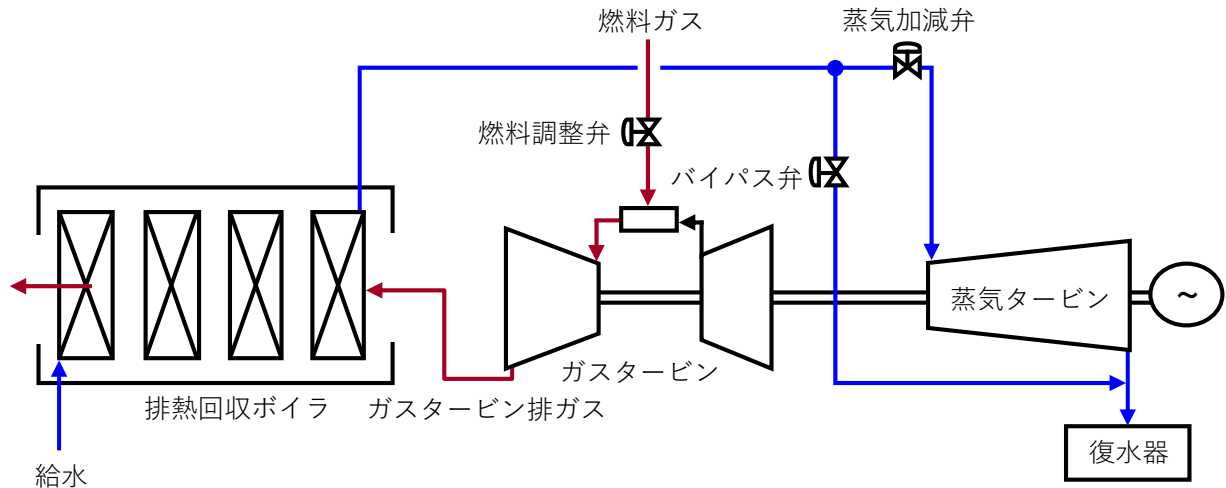 燃料ガス
蒸気加減弁
燃料調整弁
バイパス弁
蒸気タービン
~
ガスタービン
排熱回収ボイラ
ガスタービン排ガス
復水器
給水